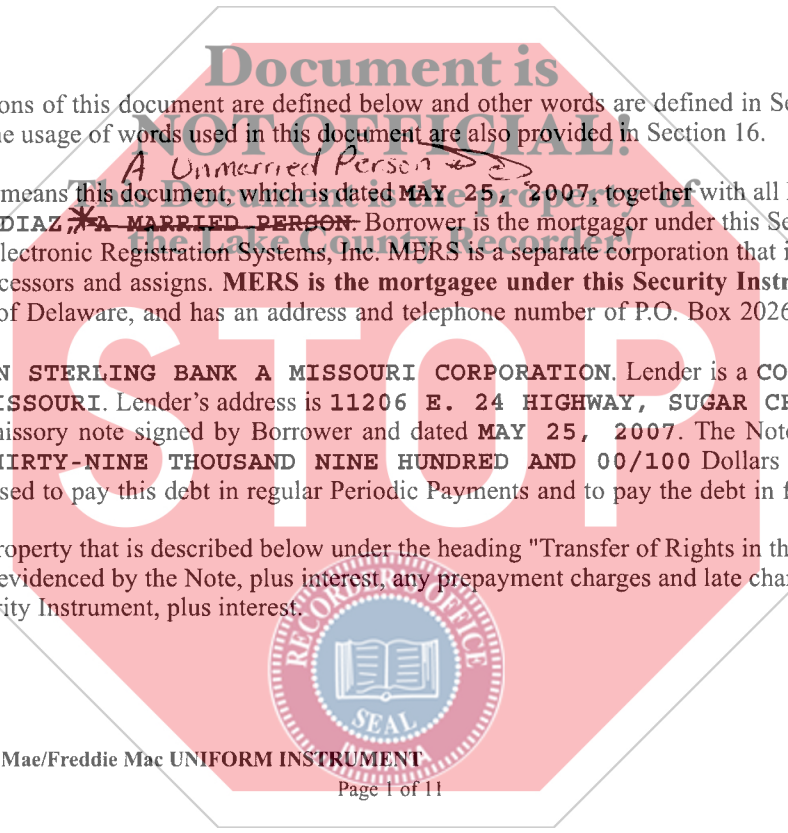 Document is
ons of this document are defined below and other words are defined in Se
e usage of words used in this document are also provided in Section 16.
NOT OFFICIAL!
A Unmarried Person
means this document, which is dated MAY 25, 2007, together with all
This Document is the property of
DIAZ, * A MARRIED PERSON. Borrower is the mortgagor under this Se
the Lake County Recorder!
lectronic Registration Systems, Inc. MERS is a separate corporation that i
cessors and assigns. MERS is the mortgagee under this Security Instr
of Delaware, and has an address and telephone number of P.O. Box 2026
STOP
N STERLING BANK A MISSOURI CORPORATION. Lender is a CO
ISSOURI. Lender's address is 11206 E. 24 HIGHWAY, SUGAR CR
nissory note signed by Borrower and dated MAY 25, 2007. The Note
HIRTY-NINE THOUSAND NINE HUNDRED AND 00/100 Dollars
sed to pay this debt in regular Periodic Payments and to pay the debt in f
roperty that is described below under the heading "Transfer of Rights in th
evidenced by the Note, plus interest, any prepayment charges and late char
rity Instrument, plus interest.
RECORDER'S OFFICE
SEAL
Mae/Freddie Mac UNIFORM INSTRUMENT
Page 1 of 11